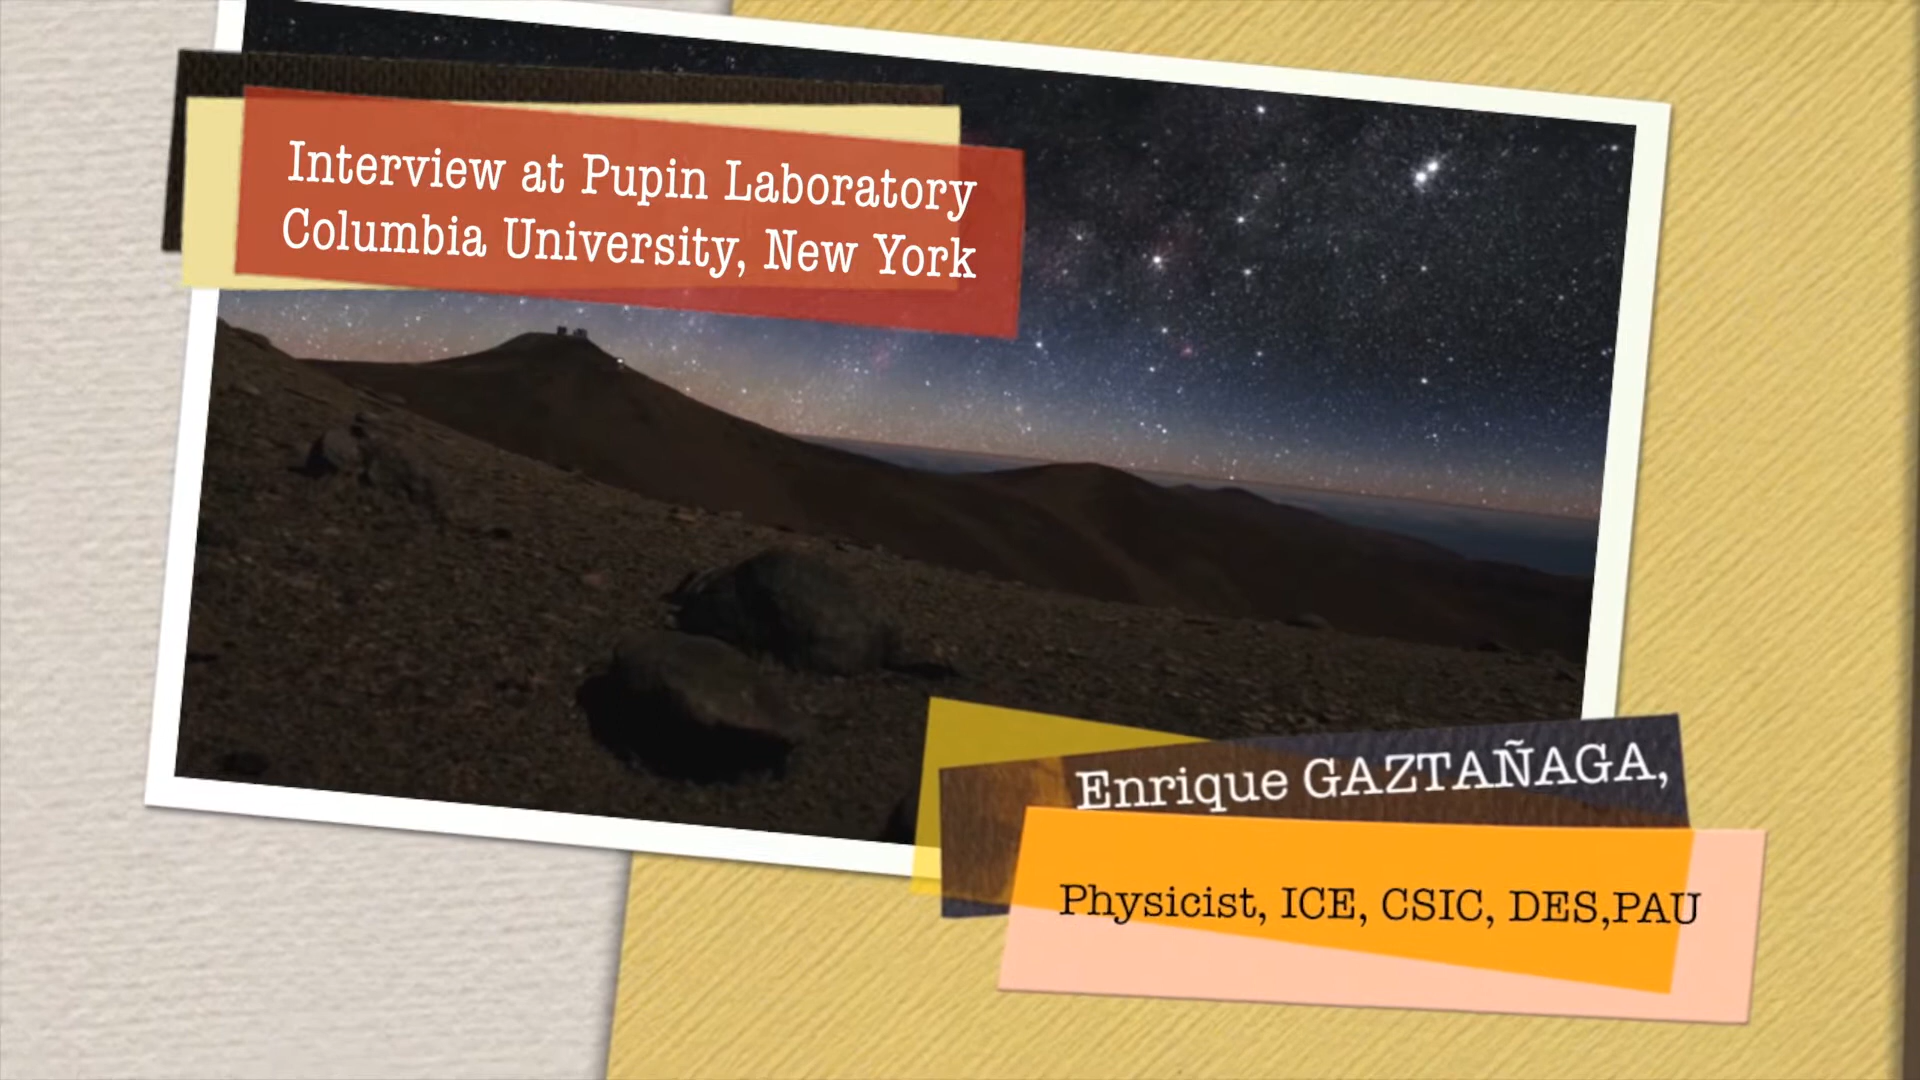 Interview at Pupin Laboratory
Columbia University, New York
Enrique GAZTAÑAGA,
Physicist, ICE, CSIC, DES,PAU